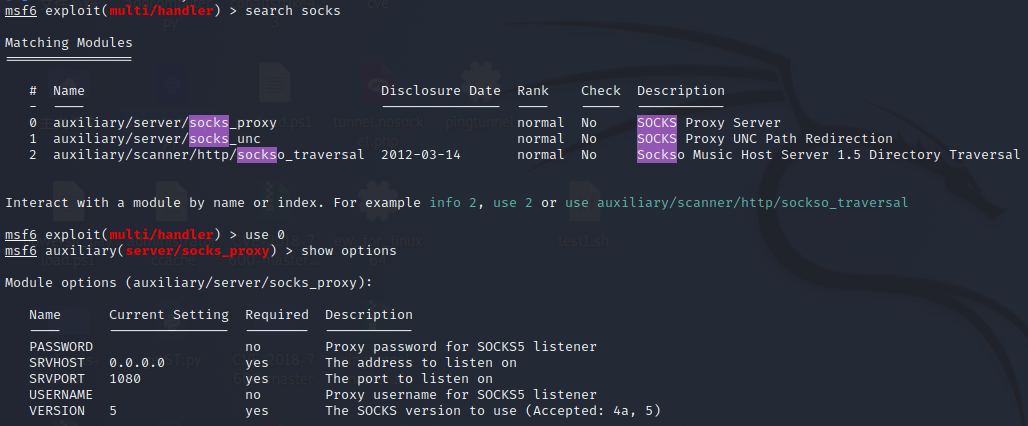 msf6 exploit(multi/handler) > search socks
Matching Modules
================
# Name Disclosure Date Rank Check Description
- ---- --------------- ---- ----- -----------
0 auxiliary/server/socks_proxy normal No SOCKS Proxy Server
1 auxiliary/server/socks_unc normal No SOCKS Proxy UNC Path Redirection
2 auxiliary/scanner/http/sockso_traversal 2012-03-14 normal No Sockso Music Host Server 1.5 Directory Traversal
Interact with a module by name or index. For example info 2, use 2 or use auxiliary/scanner/http/sockso_traversal
msf6 exploit(multi/handler) > use 0
msf6 auxiliary(server/socks_proxy) > show options
Module options (auxiliary/server/socks_proxy):
Name Current Setting Required Description
---- --------------- -------- -----------
PASSWORD no Proxy password for SOCKS5 listener
SRVHOST 0.0.0.0 yes The address to listen on
SRVPORT 1080 yes The port to listen on
USERNAME no Proxy username for SOCKS5 listener
VERSION 5 yes The SOCKS version to use (Accepted: 4a, 5)
test1.sh